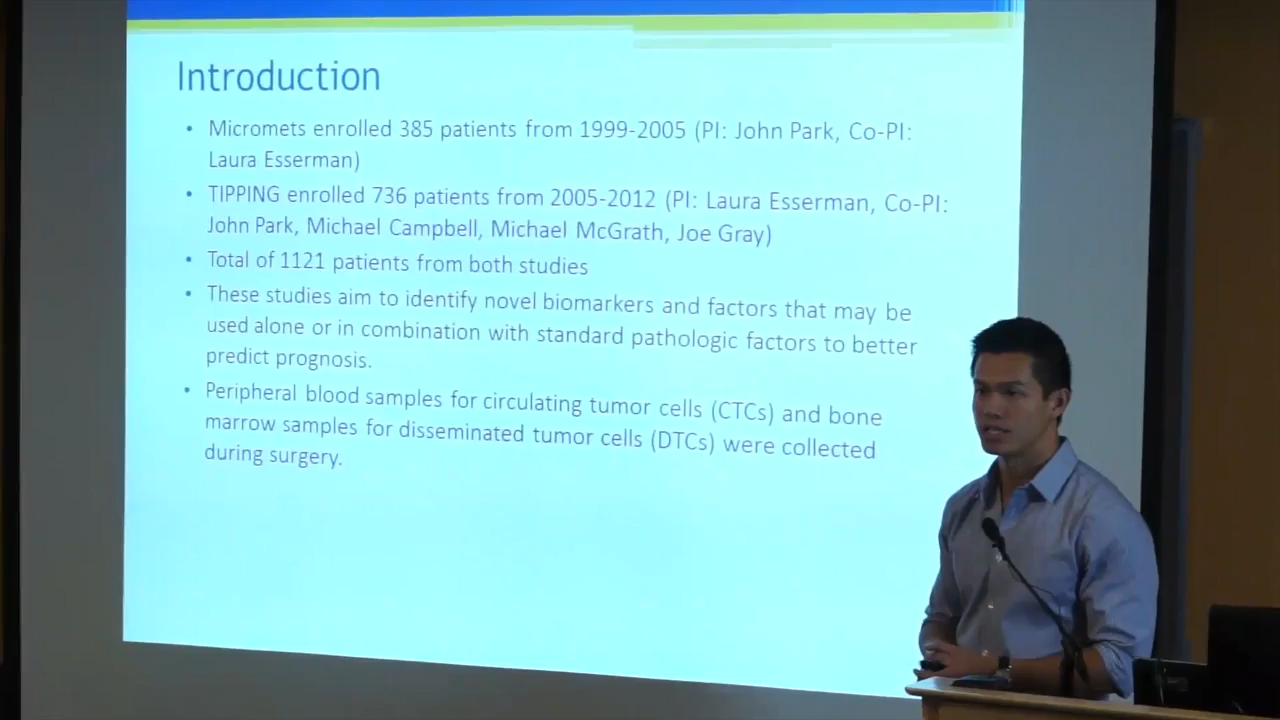 Introduction
• Micromets enrolled 385 patients from 1999-2005 (PI: John Park, Co-PI:
Laura Esserman)
• TIPPING enrolled 736 patients from 2005-2012 (PI: Laura Esserman, Co-PI:
John Park, Michael Campbell, Michael McGrath, Joe Gray)
• Total of 1121 patients from both studies
• These studies aim to identify novel biomarkers and factors that may be
used alone or in combination with standard pathologic factors to better
predict prognosis.
• Peripheral blood samples for circulating tumor cells (CTCs) and bone
marrow samples for disseminated tumor cells (DTCs) were collected
during surgery.